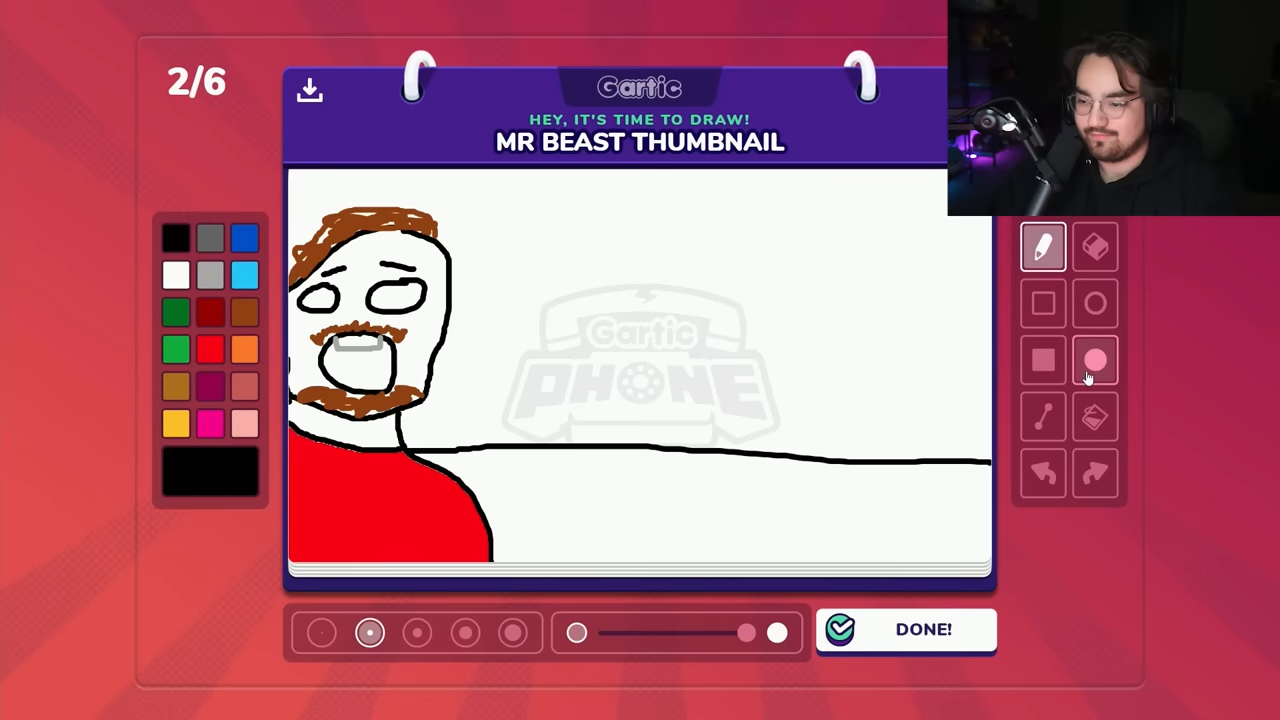 2/6
Gartic
HEY, IT'S TIME TO DRAW!
MR BEAST THUMBNAIL
Gartic
PHONE
DONE!